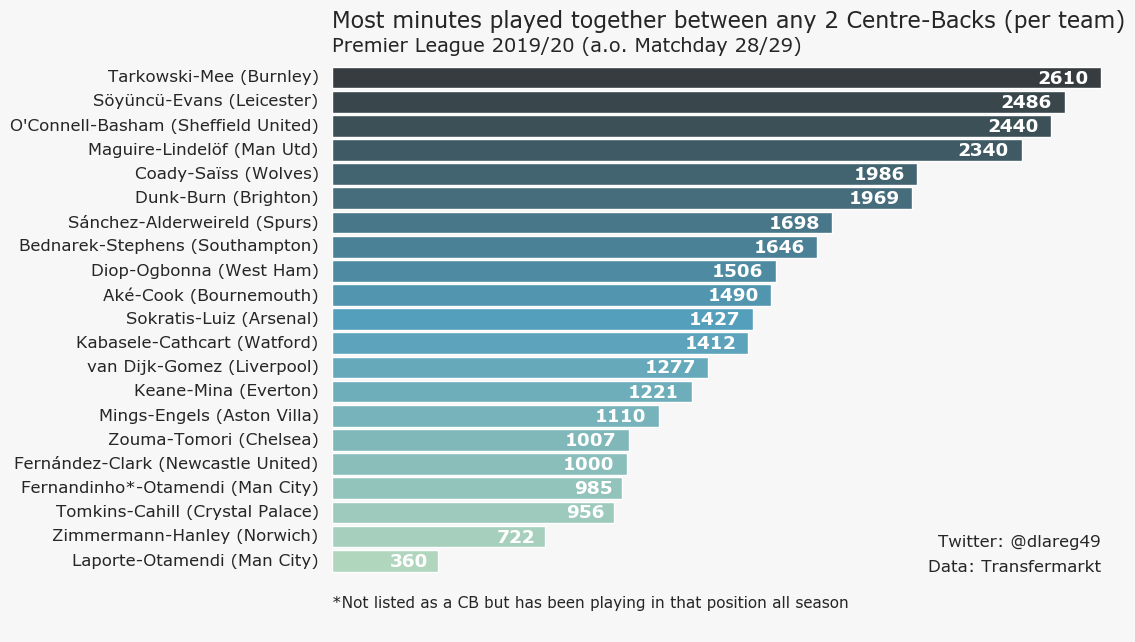 Most minutes played together between any 2 Centre-Backs (per team)
Premier League 2019/20 (a.o. Matchday 28/29)
Tarkowski-Mee (Burnley) 2610
Söyüncü-Evans (Leicester) 2486
O'Connell-Basham (Sheffield United) 2440
Maguire-Lindelöf (Man Utd) 2340
Coady-Saïss (Wolves) 1986
Dunk-Burn (Brighton) 1969
Sánchez-Alderweireld (Spurs) 1698
Bednarek-Stephens (Southampton) 1646
Diop-Ogbonna (West Ham) 1506
Aké-Cook (Bournemouth) 1490
Sokratis-Luiz (Arsenal) 1427
Kabasele-Cathcart (Watford) 1412
van Dijk-Gomez (Liverpool) 1277
Keane-Mina (Everton) 1221
Mings-Engels (Aston Villa) 1110
Zouma-Tomori (Chelsea) 1007
Fernández-Clark (Newcastle United) 1000
Fernandinho*-Otamendi (Man City) 985
Tomkins-Cahill (Crystal Palace) 956
Zimmermann-Hanley (Norwich) 722
Laporte-Otamendi (Man City) 360
Twitter: @dlareg49
Data: Transfermarkt
*Not listed as a CB but has been playing in that position all season